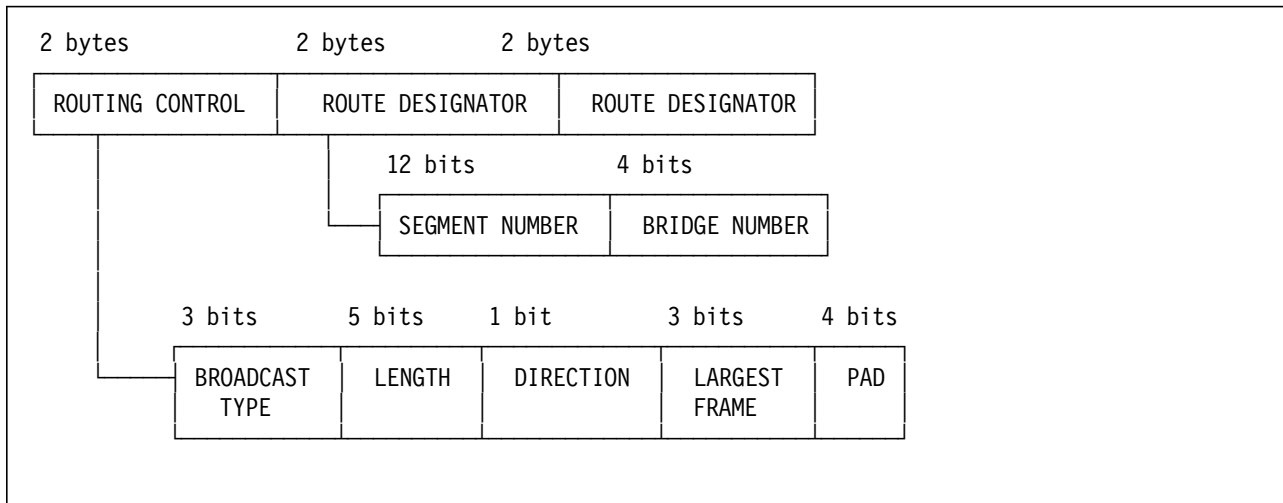 2 bytes 2 bytes 2 bytes
ROUTING CONTROL ROUTE DESIGNATOR ROUTE DESIGNATOR
12 bits 4 bits
SEGMENT NUMBER BRIDGE NUMBER
3 bits 5 bits 1 bit 3 bits 4 bits
BROADCAST LENGTH DIRECTION LARGEST PAD
TYPE FRAME